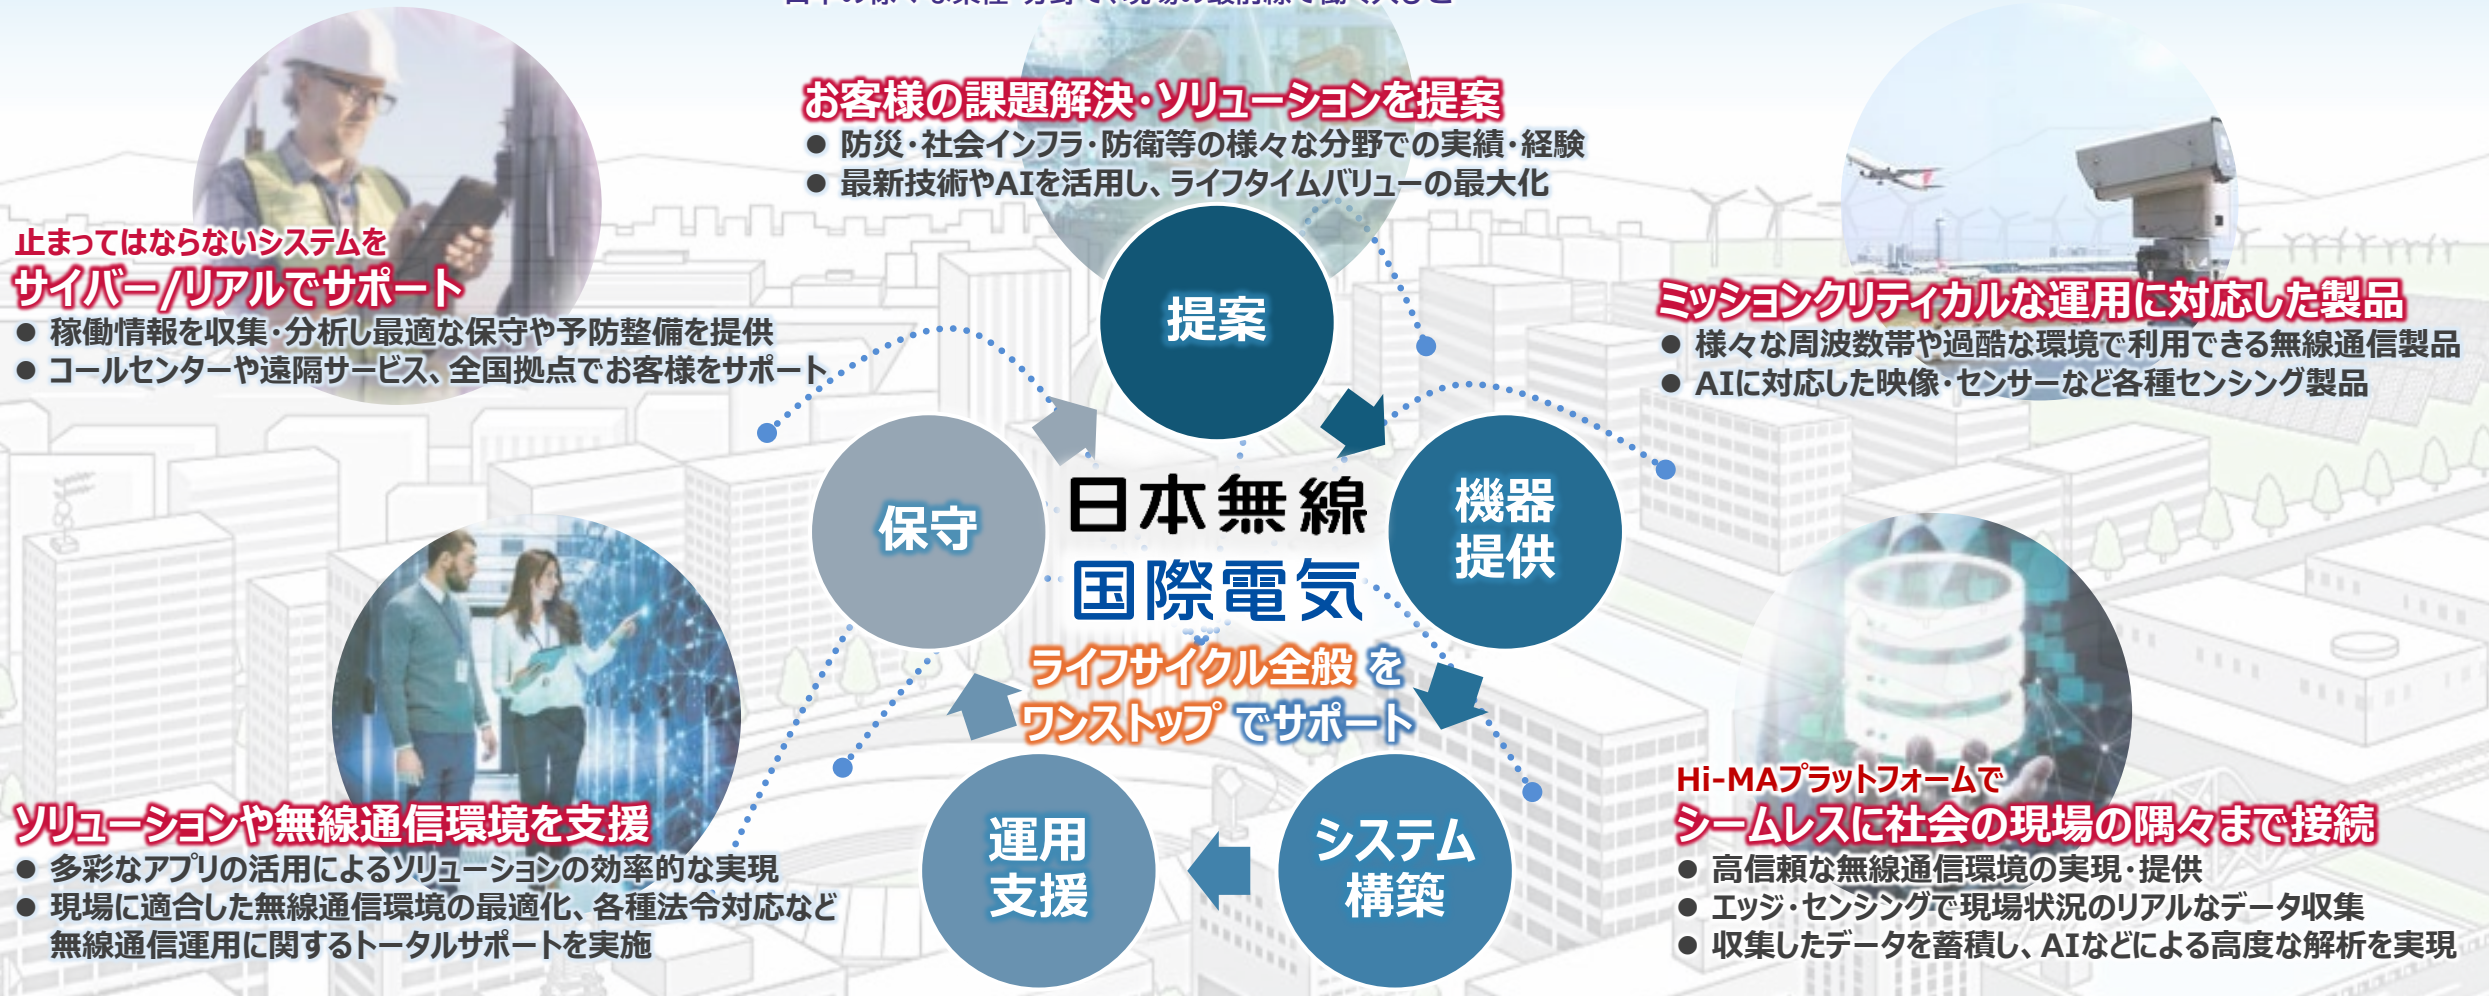 お客様の課題解決・ソリューションを提案
● 防災・社会インフラ・防衛等の様々な分野での実績・経験
● 最新技術やAIを活用し、ライフタイムバリューの最大化
止まってはならないシステムを
サイバー/リアルでサポート
● 稼働情報を収集・分析し最適な保守や予防整備を提供
● コールセンターや遠隔サービス、全国拠点でお客様をサポート
ミッションクリティカルな運用に対応した製品
● 様々な周波数帯や過酷な環境で利用できる無線通信製品
● AIに対応した映像・センサーなど各種センシング製品
提案
保守
機器
提供
日本無線
国際電気
ライフサイクル全般 を
ワンストップ でサポート
運用
支援
システム
構築
ソリューションや無線通信環境を支援
● 多彩なアプリの活用によるソリューションの効率的な実現
● 現場に適合した無線通信環境の最適化、各種法令対応など
無線通信運用に関するトータルサポートを実施
Hi-MAプラットフォームで
シームレスに社会の現場の隅々まで接続
● 高信頼な無線通信環境の実現・提供
● エッジ・センシングで現場状況のリアルなデータ収集
● 収集したデータを蓄積し、AIなどによる高度な解析を実現